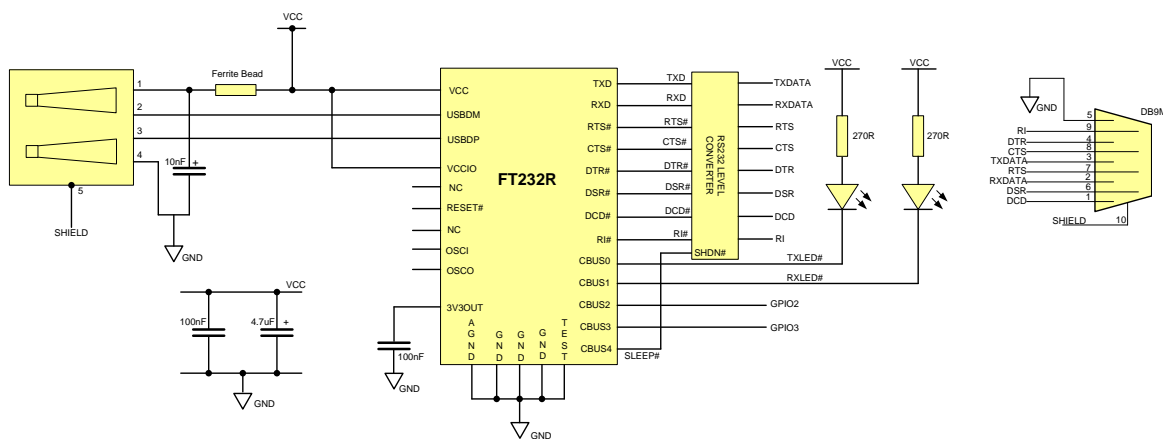 VCC
Ferrite Bead
1
2
3
4
10nF +
5
SHIELD
GND
VCC
100nF
4.7uF +
GND
FT232R
VCC
USBDM
USBDP
VCCIO
NC
RESET#
NC
OSCI
OSCO
3V3OUT
100nF
GND
AGND
GND
GND
GND
TEST
GND
TXD
RXD
RTS#
CTS#
DTR#
DSR#
DCD#
RI#
CBUS0
CBUS1
CBUS2
CBUS3
CBUS4
TXD
RXD
RTS#
CTS#
DTR#
DSR#
DCD#
RI#
SLEEP#
RS232 LEVEL
CONVERTER
SHDN#
TXDATA
RXDATA
RTS
CTS
DTR
DSR
DCD
RI
TXLED#
RXLED#
GPIO2
GPIO3
VCC
270R
VCC
270R
GND
DB9M
5
RI 9
DTR 4
CTS 8
TXDATA 3
RTS 7
RXDATA 2
DSR 6
DCD 1
SHIELD 10